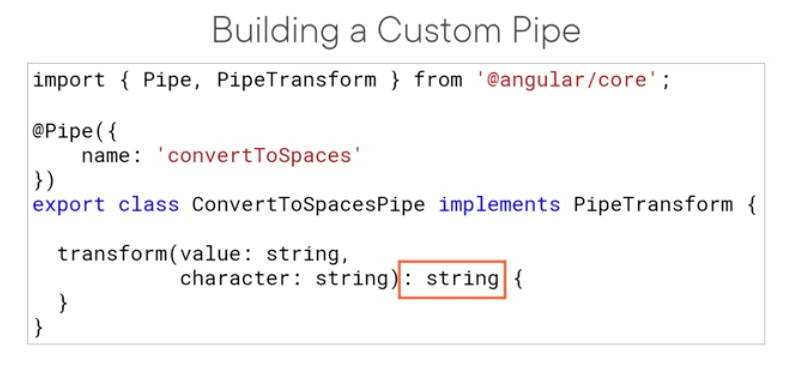 Building a Custom Pipe
import { Pipe, PipeTransform } from '@angular/core';
@Pipe({
    name: 'convertToSpaces'
})
export class ConvertToSpacesPipe implements PipeTransform {
  transform(value: string,
            character: string): string {
  }
}